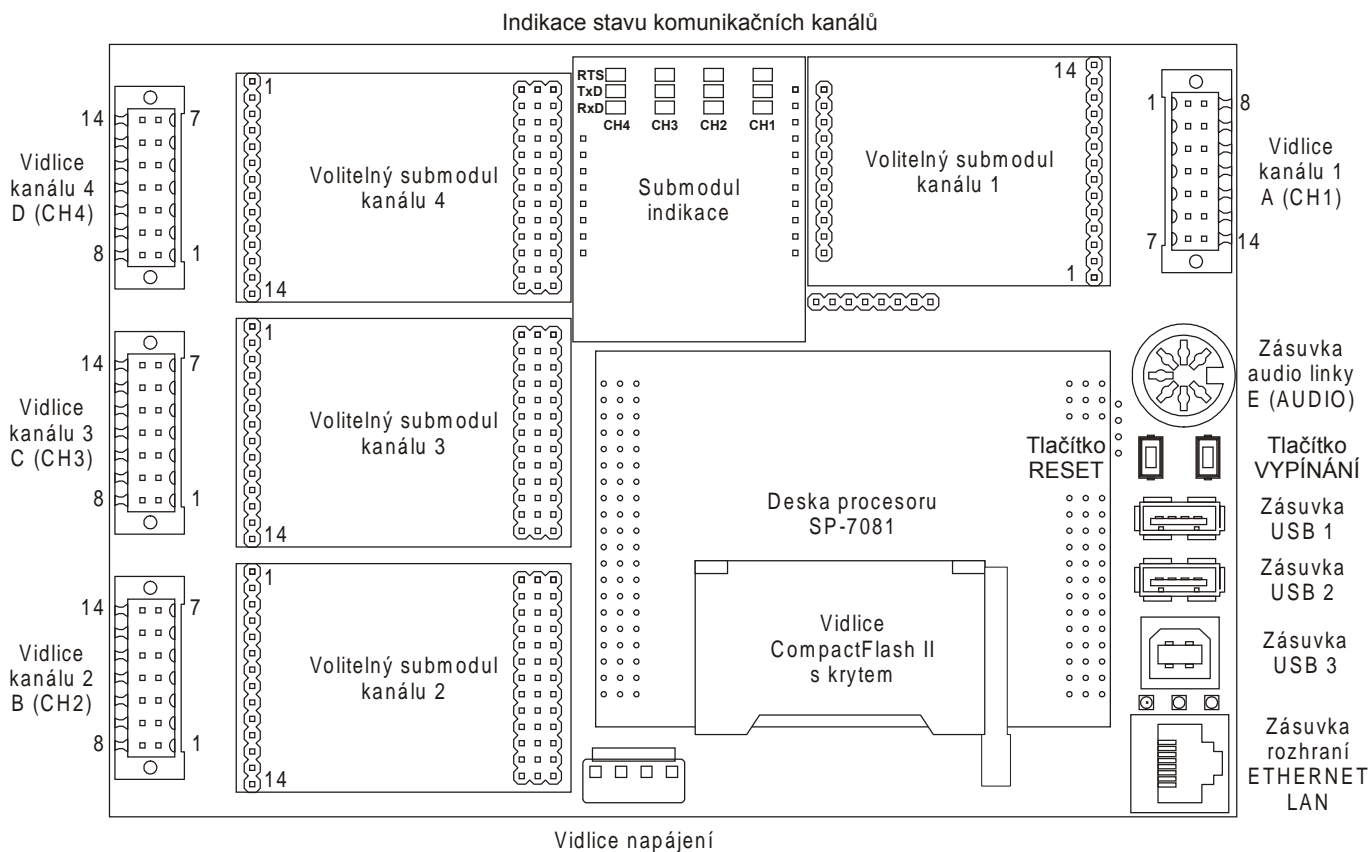 Indikace stavu komunikačních kanálů
RTS
TxD
RxD
CH4 CH3 CH2 CH1
14 7
Vidlice
kanálu 4
D (CH4)
8 1
1
Volitelný submodul
kanálu 4
14
Submodul
indikace
14
Volitelný submodul
kanálu 1
1
1 8
Vidlice
kanálu 1
A (CH1)
7 14
14 7
Vidlice
kanálu 3
C (CH3)
8 1
1
Volitelný submodul
kanálu 3
14
Zásuvka
audio linky
E (AUDIO)
Tlačítko
RESET
Tlačítko
VYPÍNÁNÍ
Deska procesoru
SP-7081
Zásuvka
USB 1
Zásuvka
USB 2
14 7
Vidlice
kanálu 2
B (CH2)
8 1
1
Volitelný submodul
kanálu 2
14
Vidlice
CompactFlash II
s krytem
Zásuvka
USB 3
Zásuvka
rozhraní
ETHERNET
LAN
Vidlice napájení